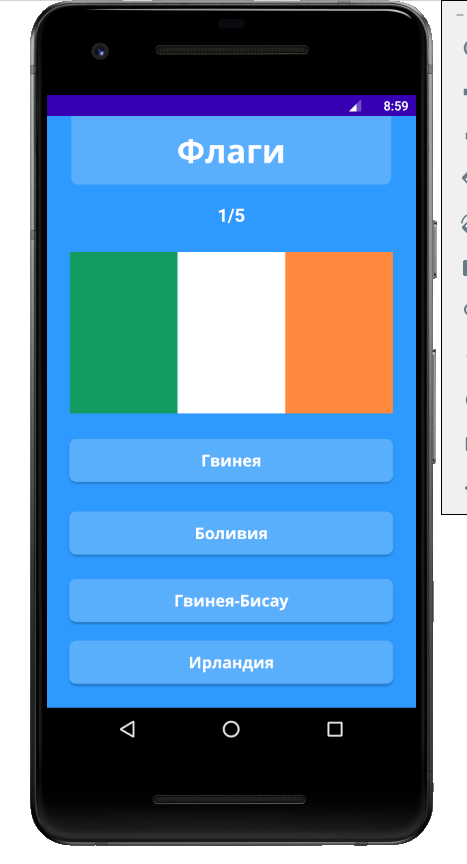 8:59
Флаги
1/5
Гвинея
Боливия
Гвинея-Бисау
Ирландия